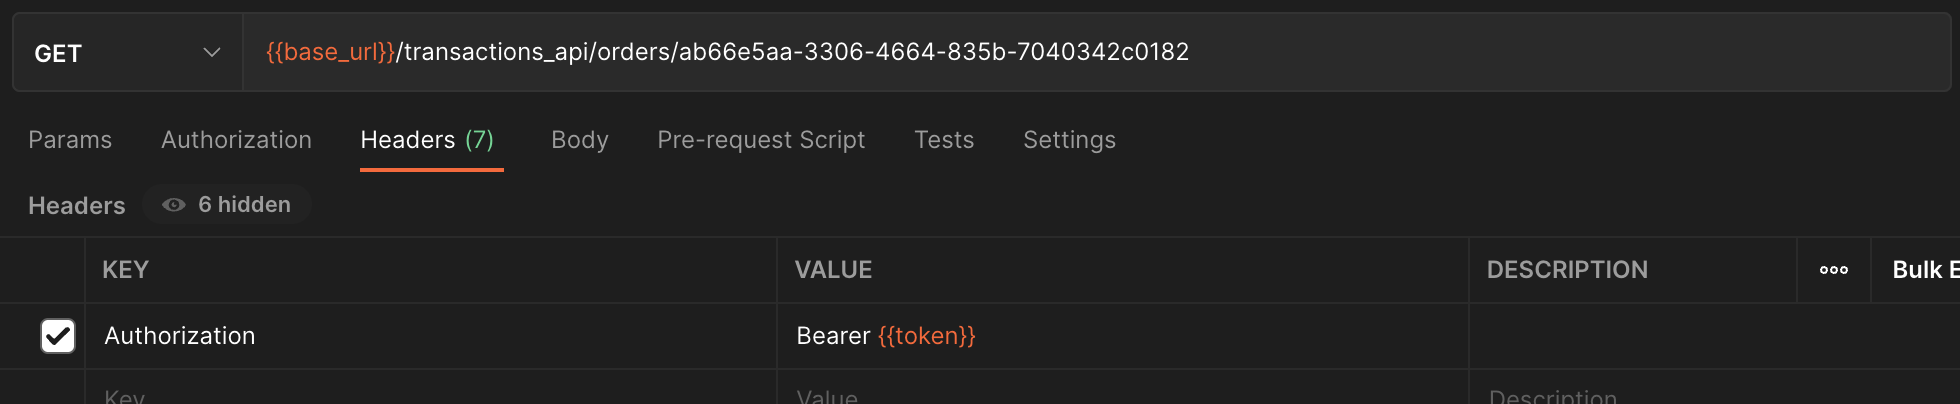 GET {{base_url}}/transactions_api/orders/ab66e5aa-3306-4664-835b-7040342c0182
Params Authorization Headers (7) Body Pre-request Script Tests Settings
Headers 6 hidden
KEY VALUE DESCRIPTION ooo Bulk E
Authorization Bearer {{token}}
Key Value Description